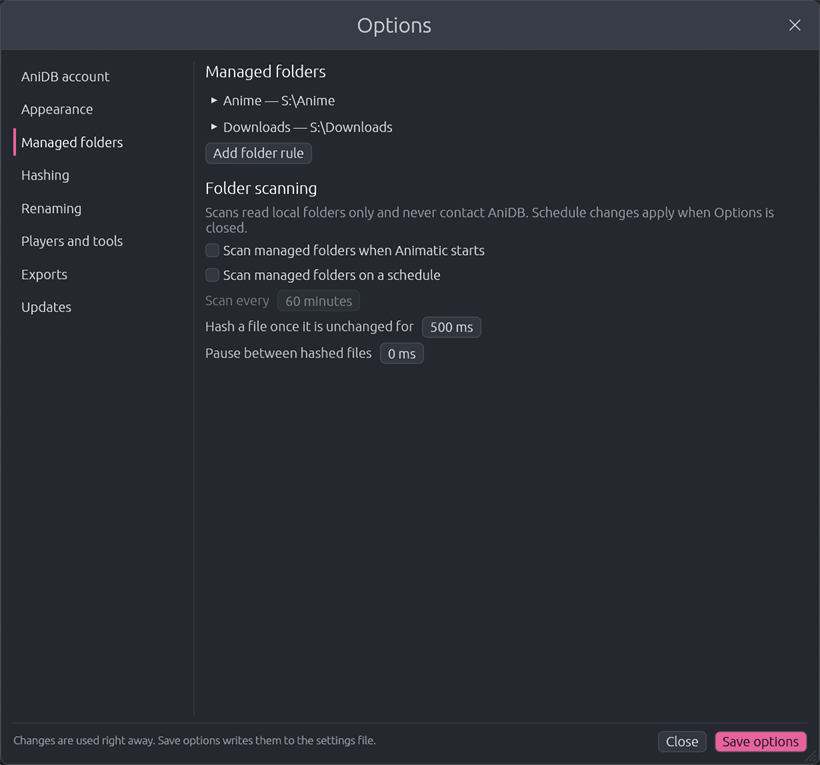 Options
AniDB account
Appearance
Managed folders
Hashing
Renaming
Players and tools
Exports
Updates
Managed folders
Anime — S:\Anime
Downloads — S:\Downloads
Add folder rule
Folder scanning
Scans read local folders only and never contact AniDB. Schedule changes apply when Options is
closed.
Scan managed folders when Animatic starts
Scan managed folders on a schedule
Scan every 60 minutes
Hash a file once it is unchanged for 500 ms
Pause between hashed files 0 ms
Changes are used right away. Save options writes them to the settings file.
Close
Save options